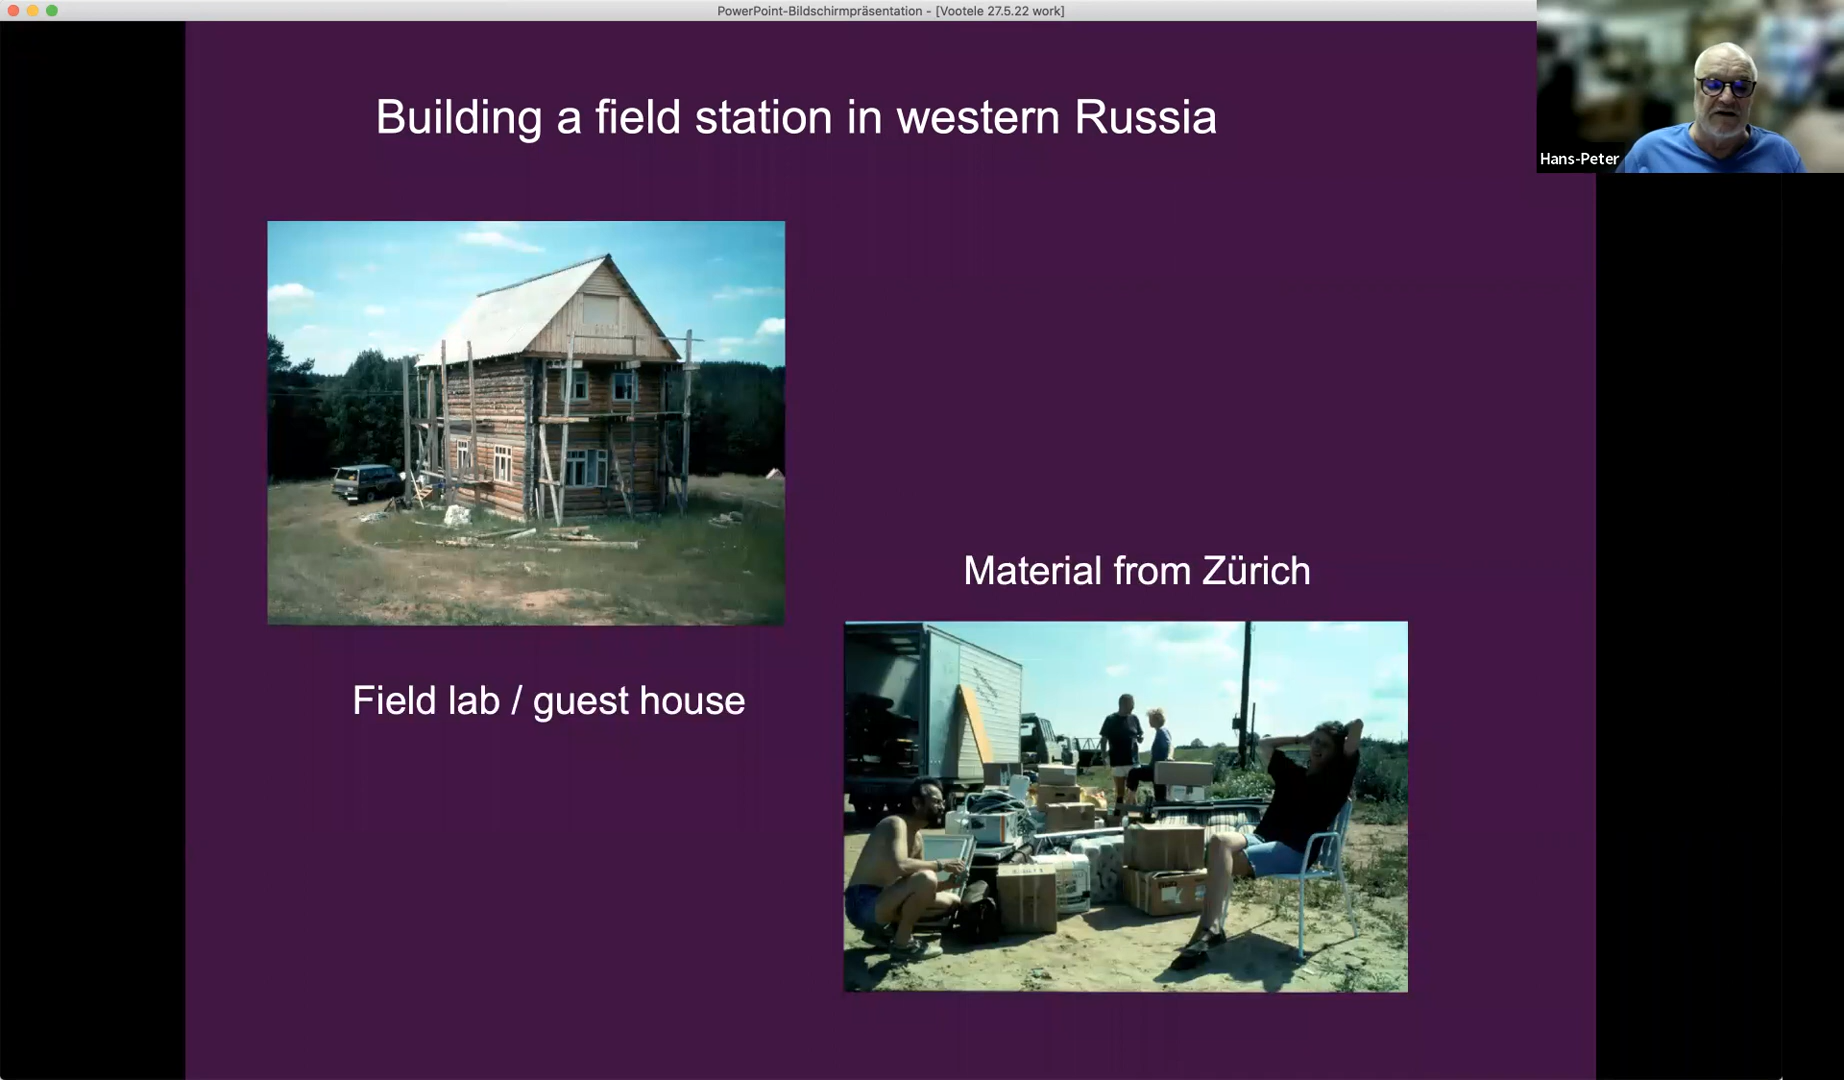 PowerPoint-Bildschirmpräsentation - [Vootele 27.5.22 work]
Building a field station in western Russia
Hans-Peter
Material from Zürich
Field lab / guest house